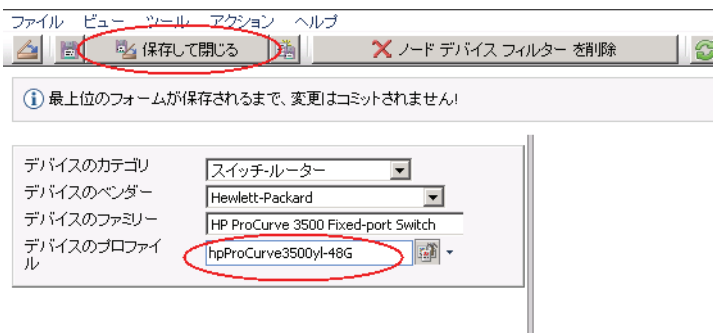 ファイル ビュー ツール アクション ヘルプ
保存して閉じる ノード デバイス フィルター を削除
最上位のフォームが保存されるまで、変更はコミットされません!
デバイスのカテゴリ スイッチ-ルーター
デバイスのベンダー Hewlett-Packard
デバイスのファミリー HP ProCurve 3500 Fixed-port Switch
デバイスのプロファイ hpProCurve3500yl-48G
ル